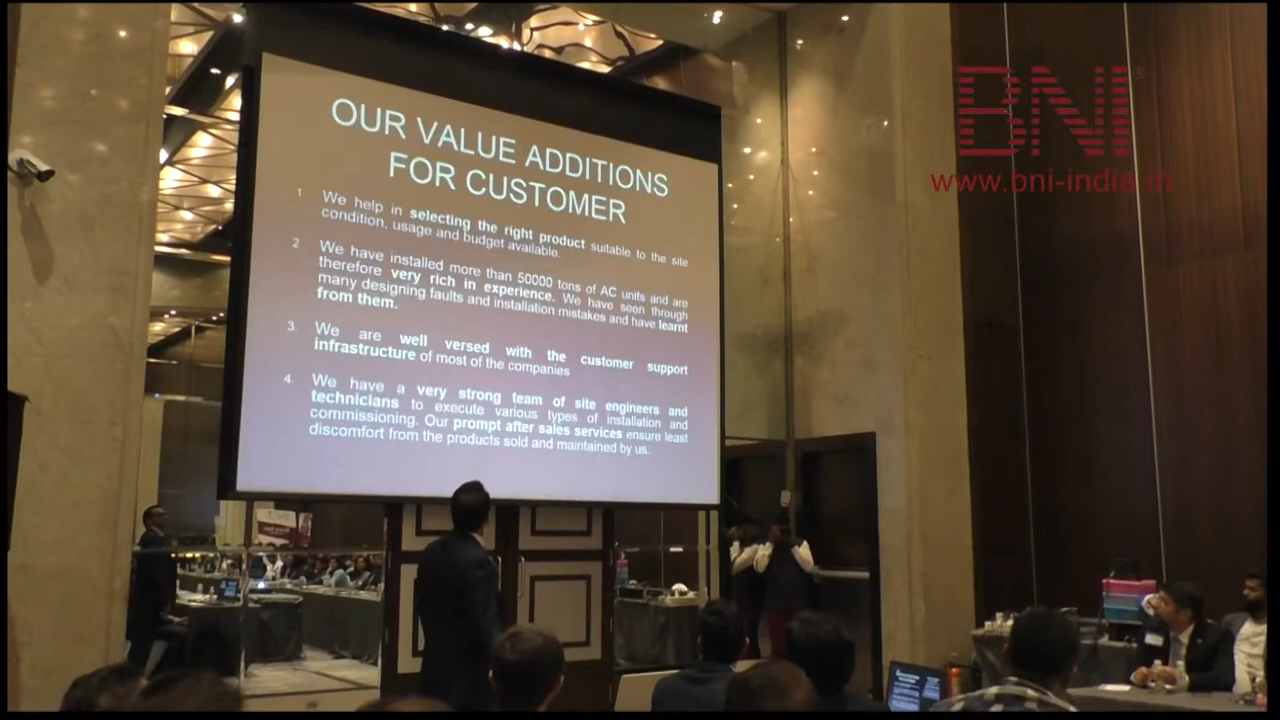 OUR VALUE ADDITIONS
FOR CUSTOMER
1 We help in selecting the right product suitable to the site
condition, usage and budget available.
2 We have installed more than 50000 tons of AC units and are
therefore very rich in experience. We have seen through
many designing faults and installation mistakes and have learnt
from them.
3. We are well versed with the customer support
infrastructure of most of the companies
4. We have a very strong team of site engineers and
technicians to execute various types of installation and
commissioning. Our prompt after sales services ensure least
discomfort from the products sold and maintained by us.
BNI®
www.bni-india.in